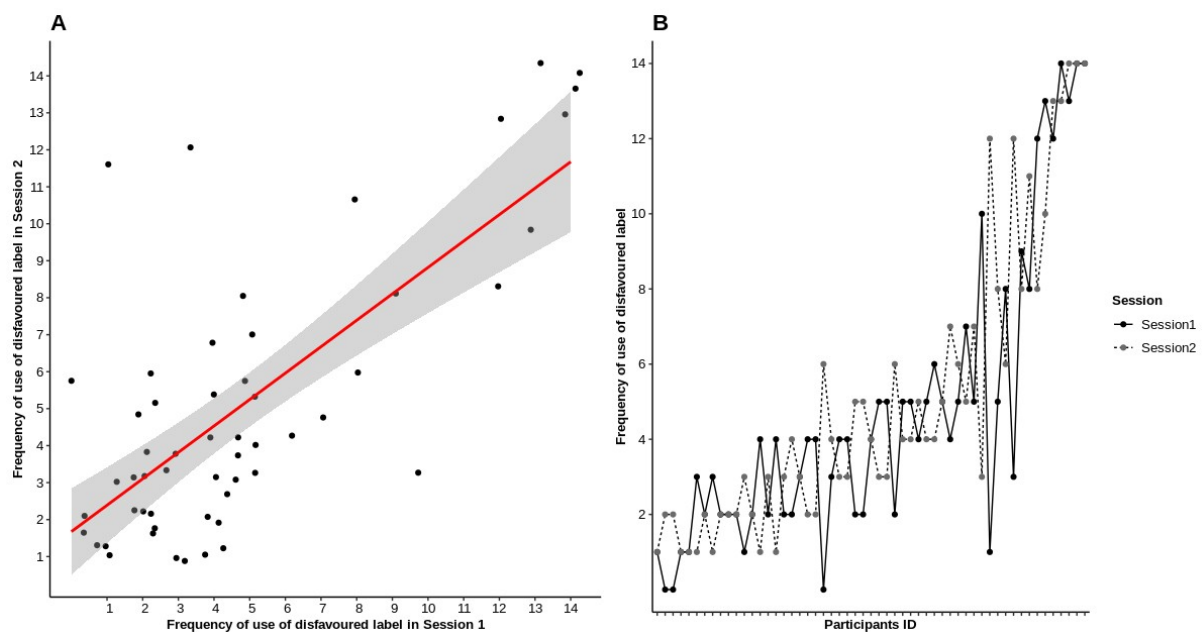 A
Frequency of use of disfavoured label in Session 2
14
13
12
11
10
9
8
7
6
5
4
3
2
1
1 2 3 4 5 6 7 8 9 10 11 12 13 14
Frequency of use of disfavoured label in Session 1
B
Frequency of use of disfavoured label
14
12
10
8
6
4
2
Participants ID
Session
Session1
Session2